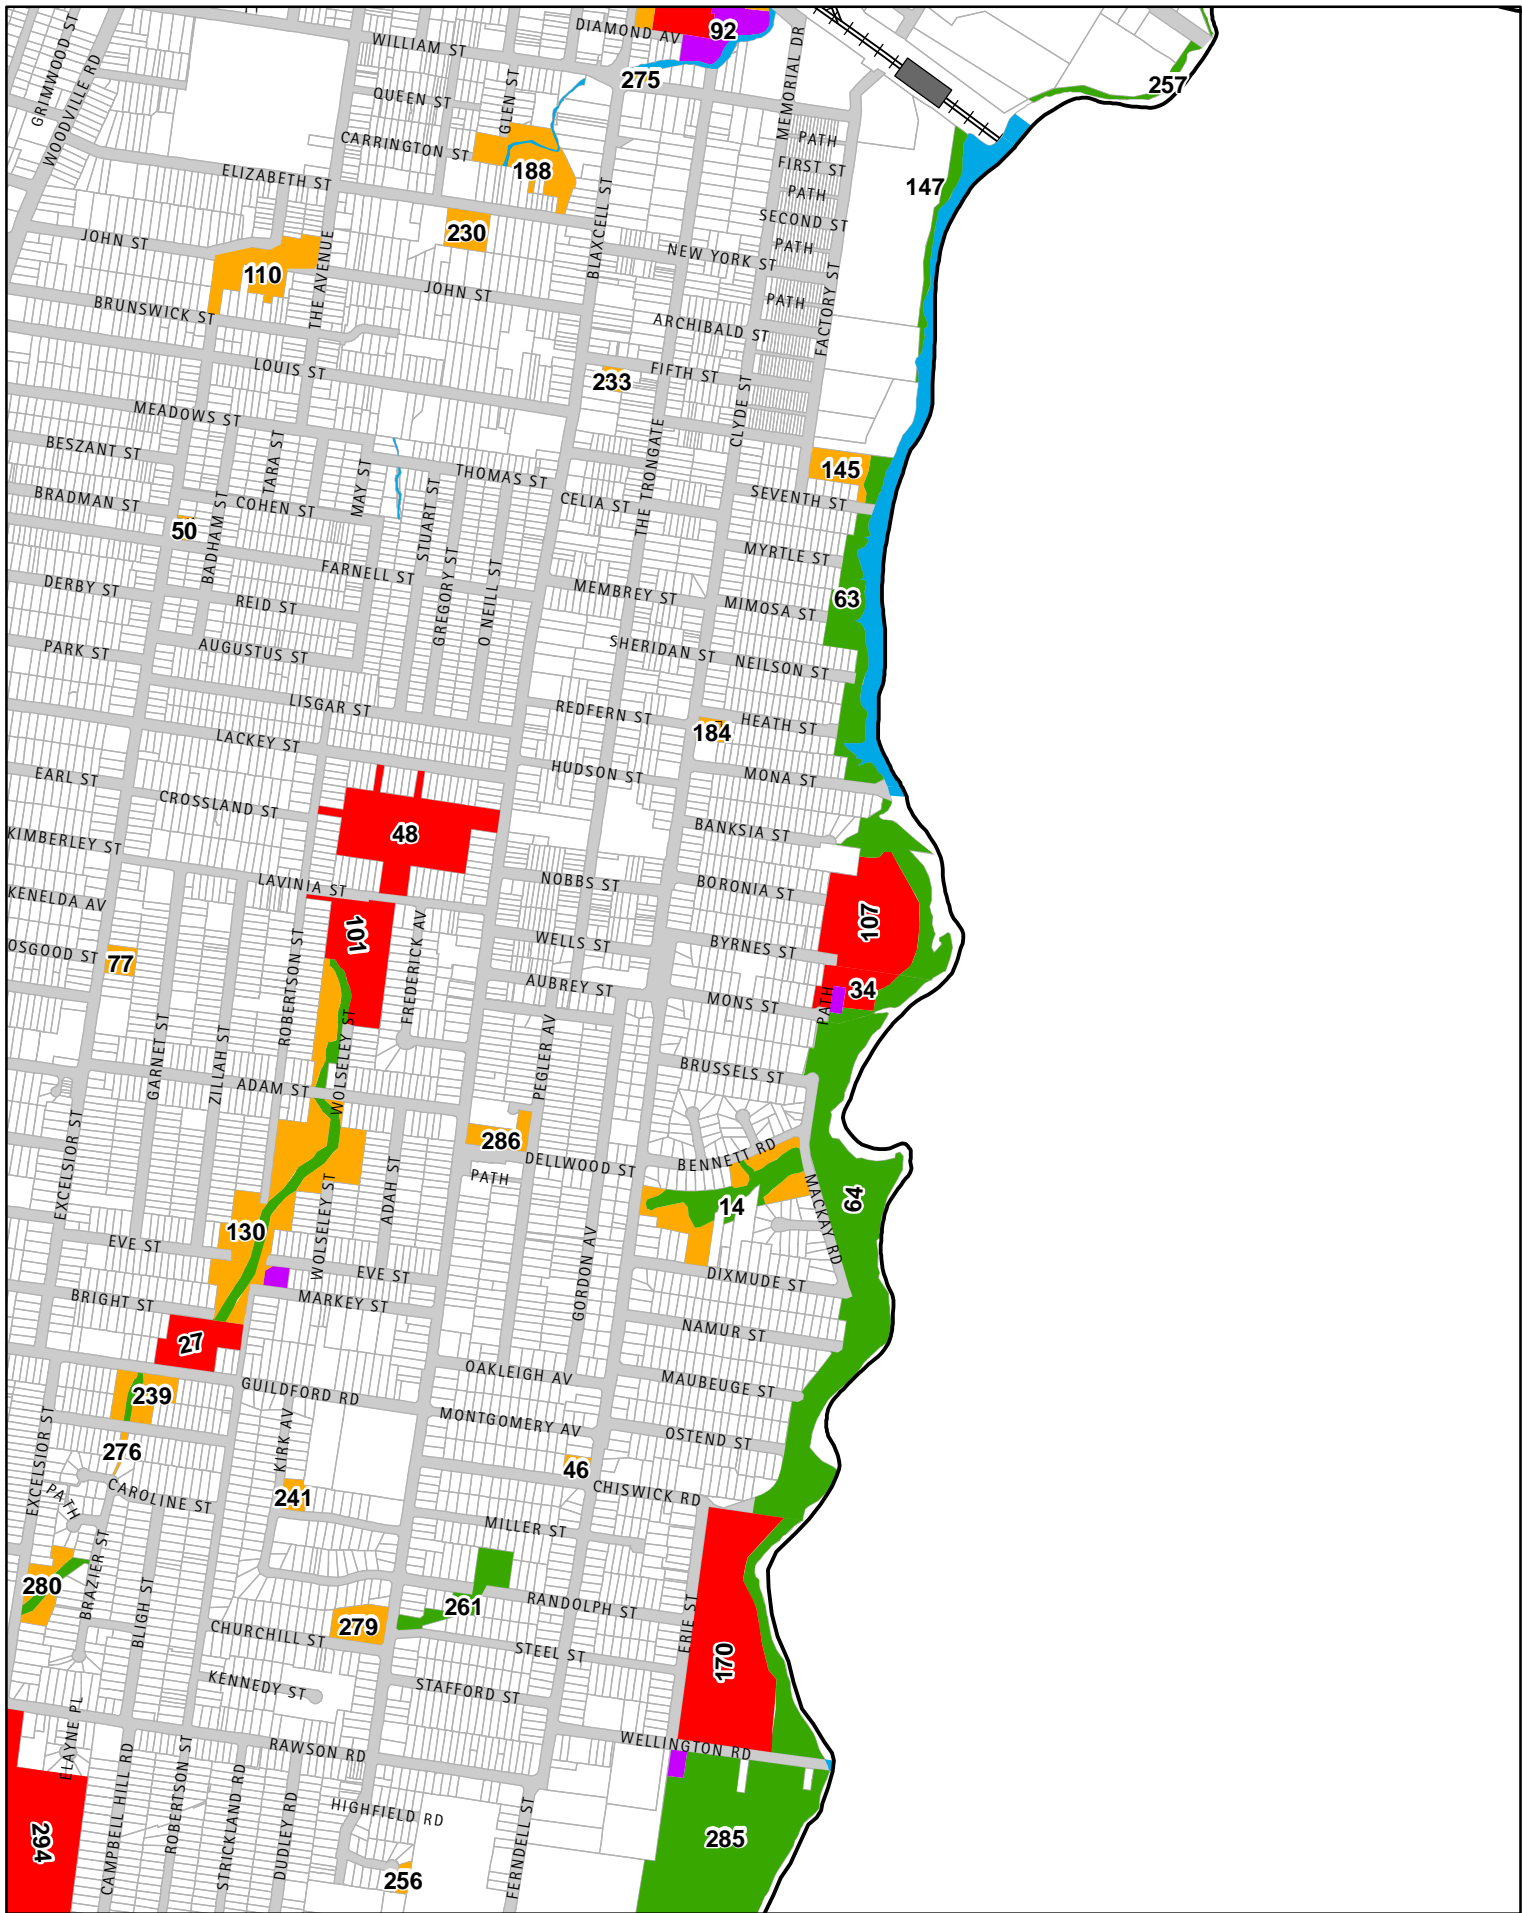 GRIMWOOD ST
WOODVILLE RD
WILLIAM ST
DIAMOND AV
92
275
MEMORIAL DR
257
QUEEN ST
GLEN ST
CARRINGTON ST
188
PATH
FIRST ST
PATH
147
ELIZABETH ST
SECOND ST
230
BLAXCELL ST
PATH
JOHN ST
NEW YORK ST
110
THE AVENUE
JOHN ST
PATH
FACTORY ST
BRUNSWICK ST
ARCHIBALD ST
LOUIS ST
FIFTH ST
233
CLYDE ST
MEADOWS ST
BESZANT ST
TARA ST
THE TRONGATE
MAY ST
THOMAS ST
145
BRADMAN ST
COHEN ST
STUART ST
CELIA ST
SEVENTH ST
50
BADHAM ST
FARNELL ST
GREGORY ST
O NEILL ST
MYRTLE ST
DERBY ST
REID ST
MEMBREY ST
MIMOSA ST
63
PARK ST
AUGUSTUS ST
SHERIDAN ST
NEILSON ST
LISGAR ST
REDFERN ST
184
HEATH ST
LACKEY ST
HUDSON ST
MONA ST
EARL ST
CROSSLAND ST
48
BANKSIA ST
KIMBERLEY ST
LAVINIA ST
NOBBS ST
BORONIA ST
KENELDA AV
101
FREDERICK AV
107
OSGOOD ST
77
ROBERTSON ST
WELLS ST
BYRNES ST
AUBREY ST
MONS ST
PATH
34
GARNET ST
ZILLAH ST
WOLSELEY ST
PEGLER AV
ADAM ST
BRUSSELS ST
EXCELSIOR ST
286
DELLWOOD ST
BENNETT RD
ADAH ST
PATH
WOLSELEY ST
14
MACKAY RD
64
130
EVE ST
EVE ST
GORDON AV
DIXMUDE ST
BRIGHT ST
MARKEY ST
NAMUR ST
27
OAKLEIGH AV
MAUBEUGE ST
239
GUILDFORD RD
MONTGOMERY AV
OSTEND ST
276
KIRK AV
46
EXCELSIOR ST
CAROLINE ST
241
CHISWICK RD
PATH
MILLER ST
280
BRAZIER ST
BLIGH ST
261
RANDOLPH ST
ERIE ST
279
CHURCHILL ST
STEEL ST
170
KENNEDY ST
STAFFORD ST
ELAYNE PL
RAWSON RD
WELLINGTON RD
294
CAMPBELL HILL RD
ROBERTSON ST
STRICKLAND RD
DUDLEY RD
HIGHFIELD RD
FERNDELL ST
285
256